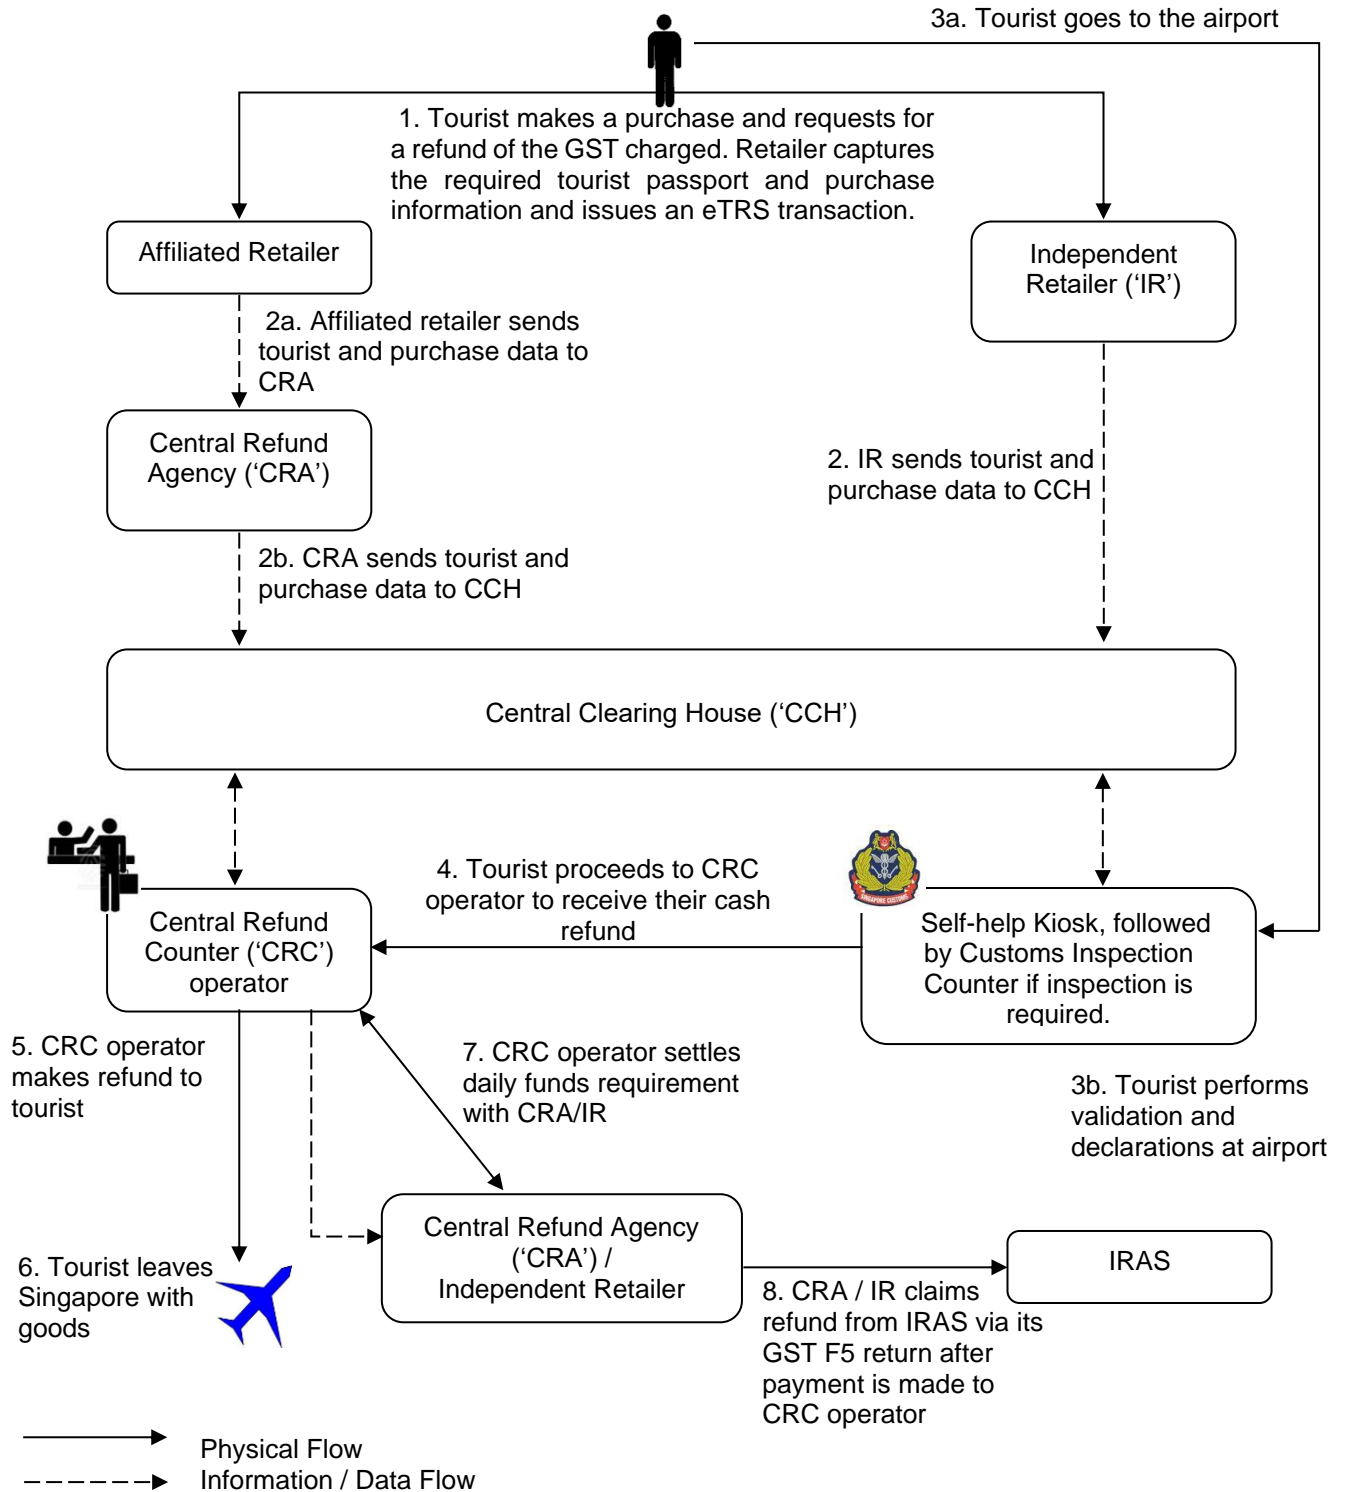 3a. Tourist goes to the airport
1. Tourist makes a purchase and requests for
a refund of the GST charged. Retailer captures
the required tourist passport and purchase
information and issues an eTRS transaction.
Affiliated Retailer
Independent
Retailer (‘IR’)
2a. Affiliated retailer sends
tourist and purchase data to
CRA
Central Refund
Agency (‘CRA’)
2. IR sends tourist and
purchase data to CCH
2b. CRA sends tourist and
purchase data to CCH
Central Clearing House (‘CCH’)
4. Tourist proceeds to CRC
operator to receive their cash
refund
SINGAPORE CUSTOMS
Central Refund
Counter (‘CRC’)
operator
Self-help Kiosk, followed
by Customs Inspection
Counter if inspection is
required.
5. CRC operator
makes refund to
tourist
7. CRC operator settles
daily funds requirement
with CRA/IR
3b. Tourist performs
validation and
declarations at airport
Central Refund Agency
(‘CRA’) /
Independent Retailer
IRAS
6. Tourist leaves
Singapore with
goods
8. CRA / IR claims
refund from IRAS via its
GST F5 return after
payment is made to
CRC operator
Physical Flow
Information / Data Flow